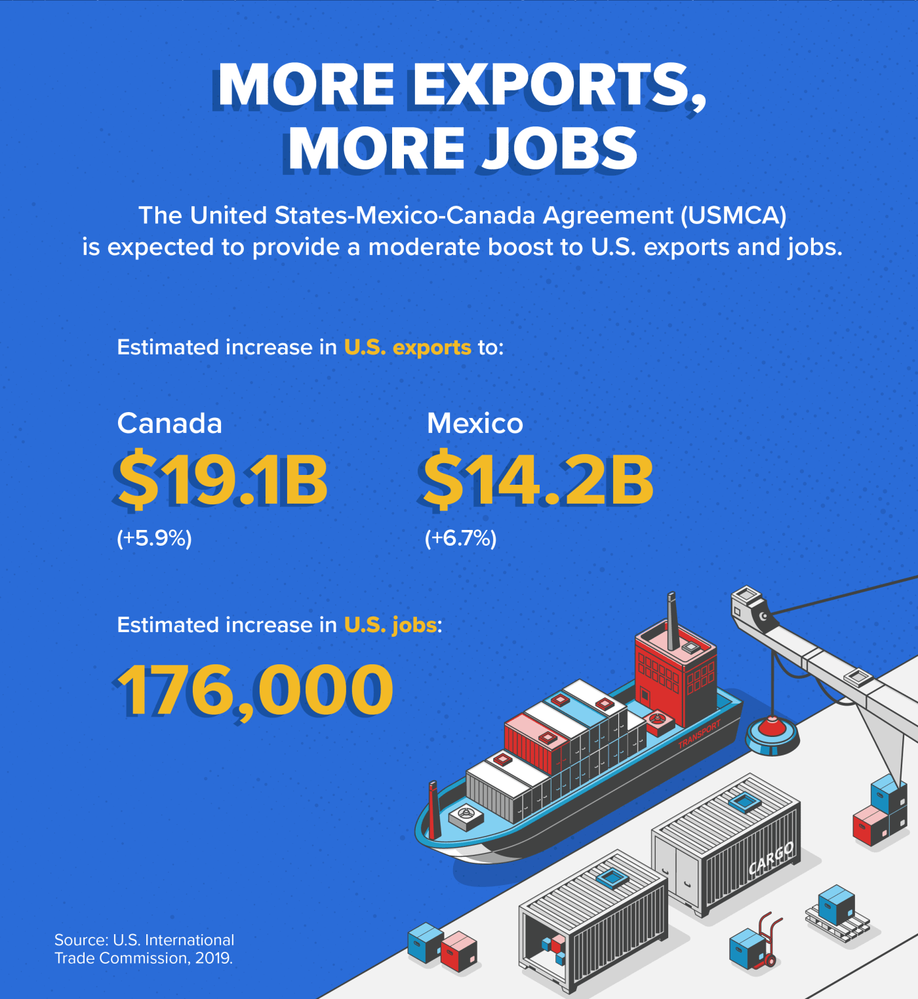 MORE EXPORTS,
MORE JOBS
The United States-Mexico-Canada Agreement (USMCA)
is expected to provide a moderate boost to U.S. exports and jobs.
Estimated increase in U.S. exports to:
Canada
$19.1B
(+5.9%)
Mexico
$14.2B
(+6.7%)
Estimated increase in U.S. jobs:
176,000
TRANSPORT
CARGO
Source: U.S. International
Trade Commission, 2019.